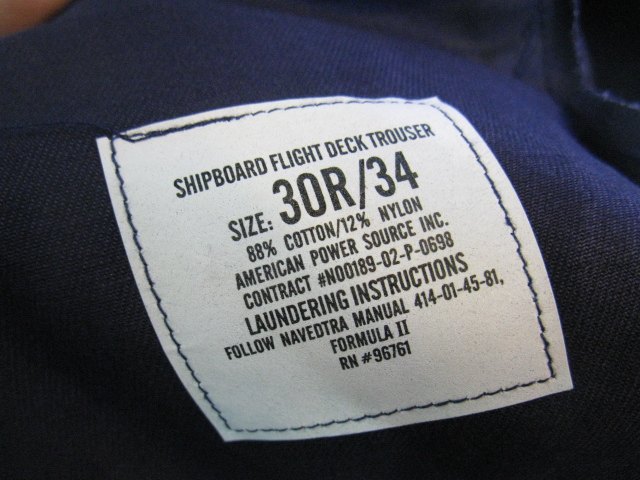 SHIPBOARD FLIGHT DECK TROUSER
SIZE: 30R/34
88% COTTON/12% NYLON
AMERICAN POWER SOURCE INC.
CONTRACT #N00189-02-P-0698
LAUNDERING INSTRUCTIONS
FOLLOW NAVEDTRA MANUAL 414-01-45-81,
FORMULA II
RN #96761